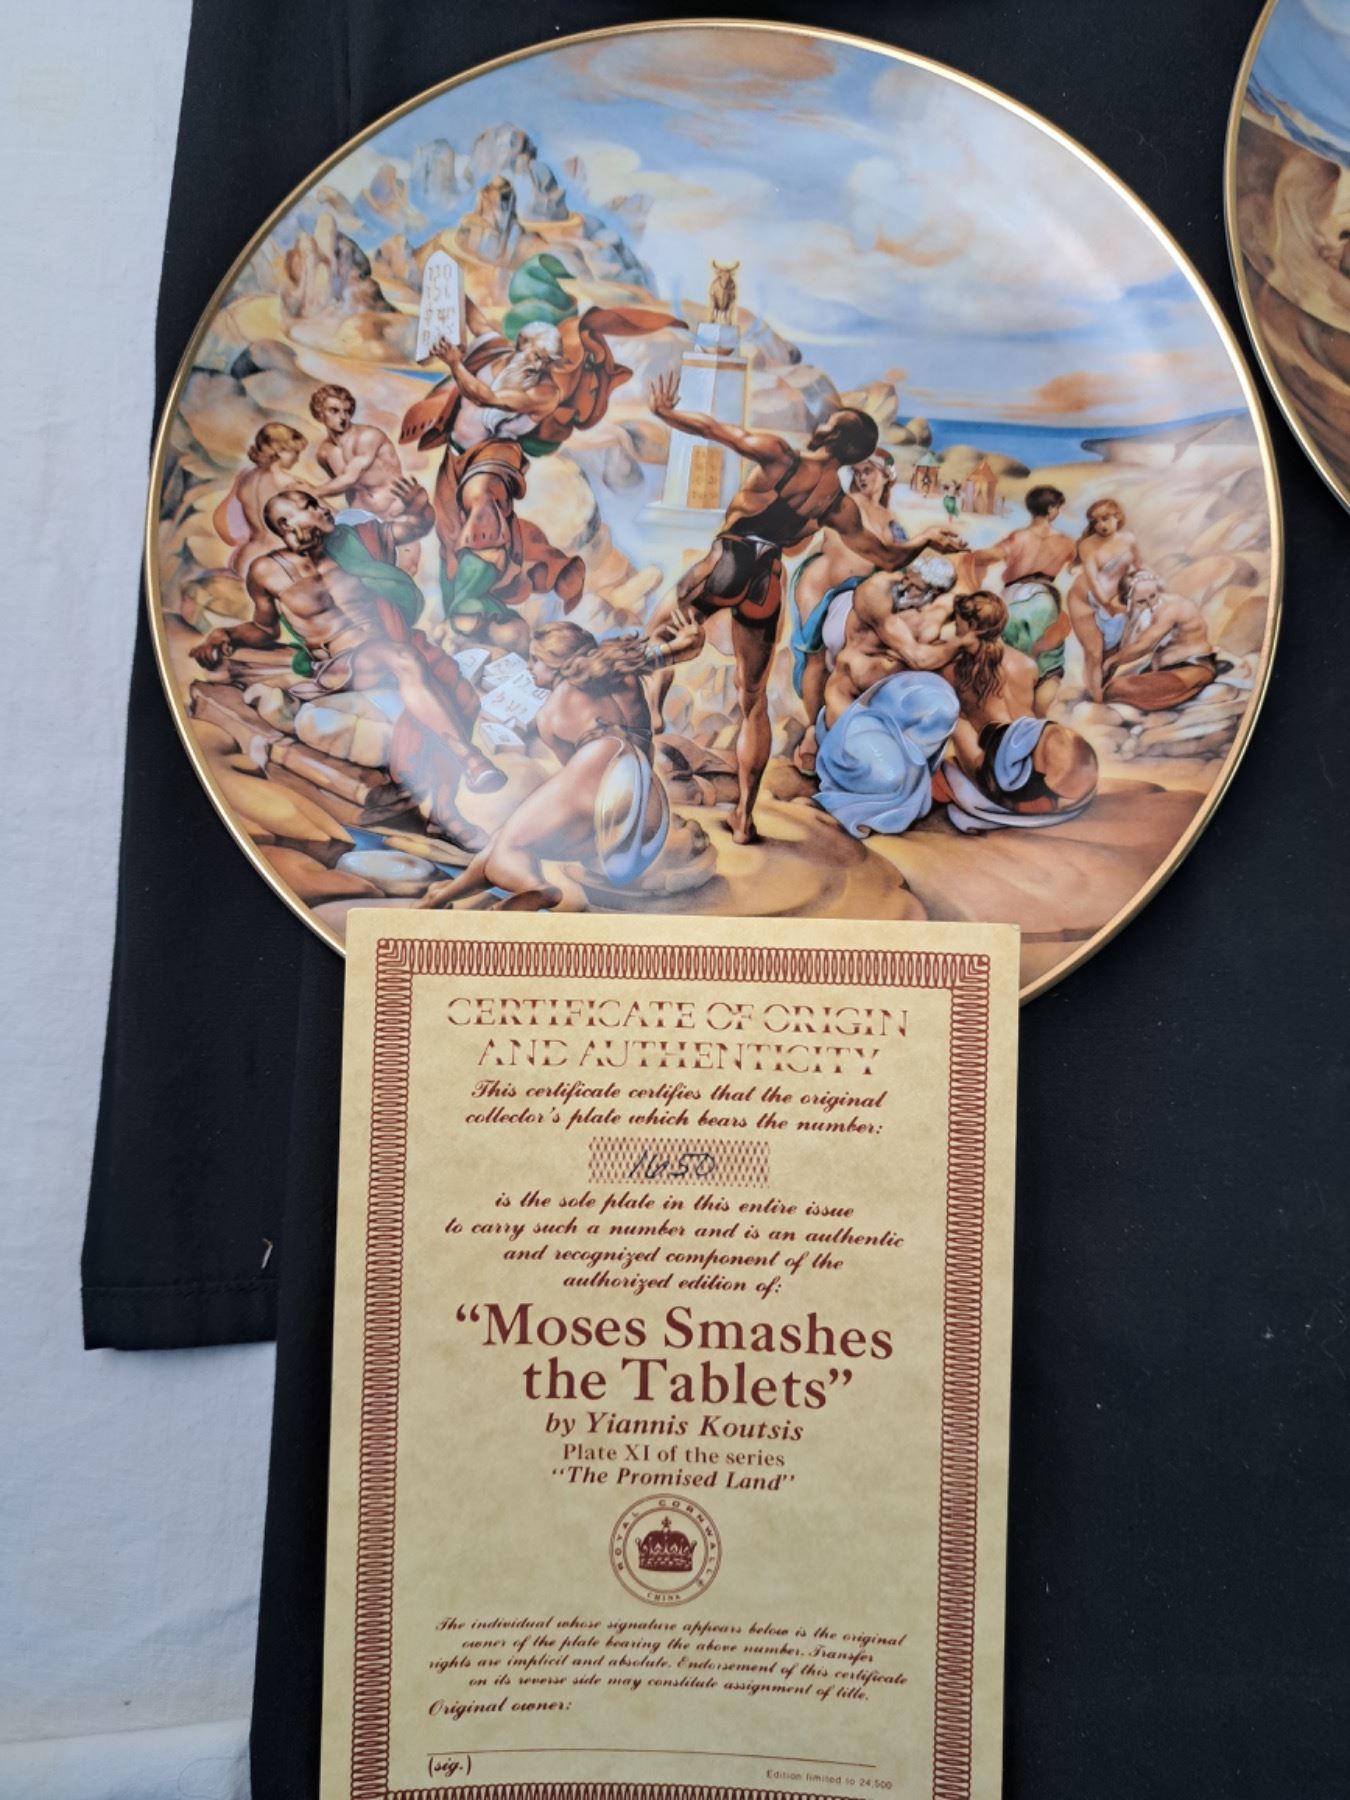 CERTIFICATE OF ORIGIN
AND AUTHENTICITY
This certificate certifies that the original
collector's plate which bears the number:
1650
is the sole plate in this entire issue
to carry such a number and is an authentic
and recognized component of the
authorized edition of:
“Moses Smashes
the Tablets”
by Yiannis Koutsis
Plate XI of the series
“The Promised Land”
ROYAL CORNWALL®
CHINA
The individual whose signature appears below is the original
owner of the plate bearing the above number. Transfer
rights are implicit and absolute. Endorsement of this certificate
on its reverse side may constitute assignment of title.
Original owner:
(sig.)
Edition limited to 24,500